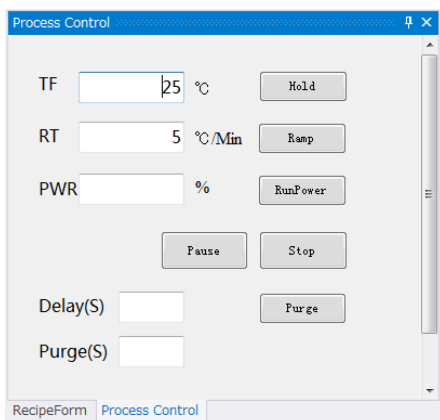 Process Control
TF 25 ℃ Hold
RT 5 ℃/Min Ramp
PWR % RunPower
Pause Stop
Delay(S) Purge
Purge(S)
RecipeForm Process Control